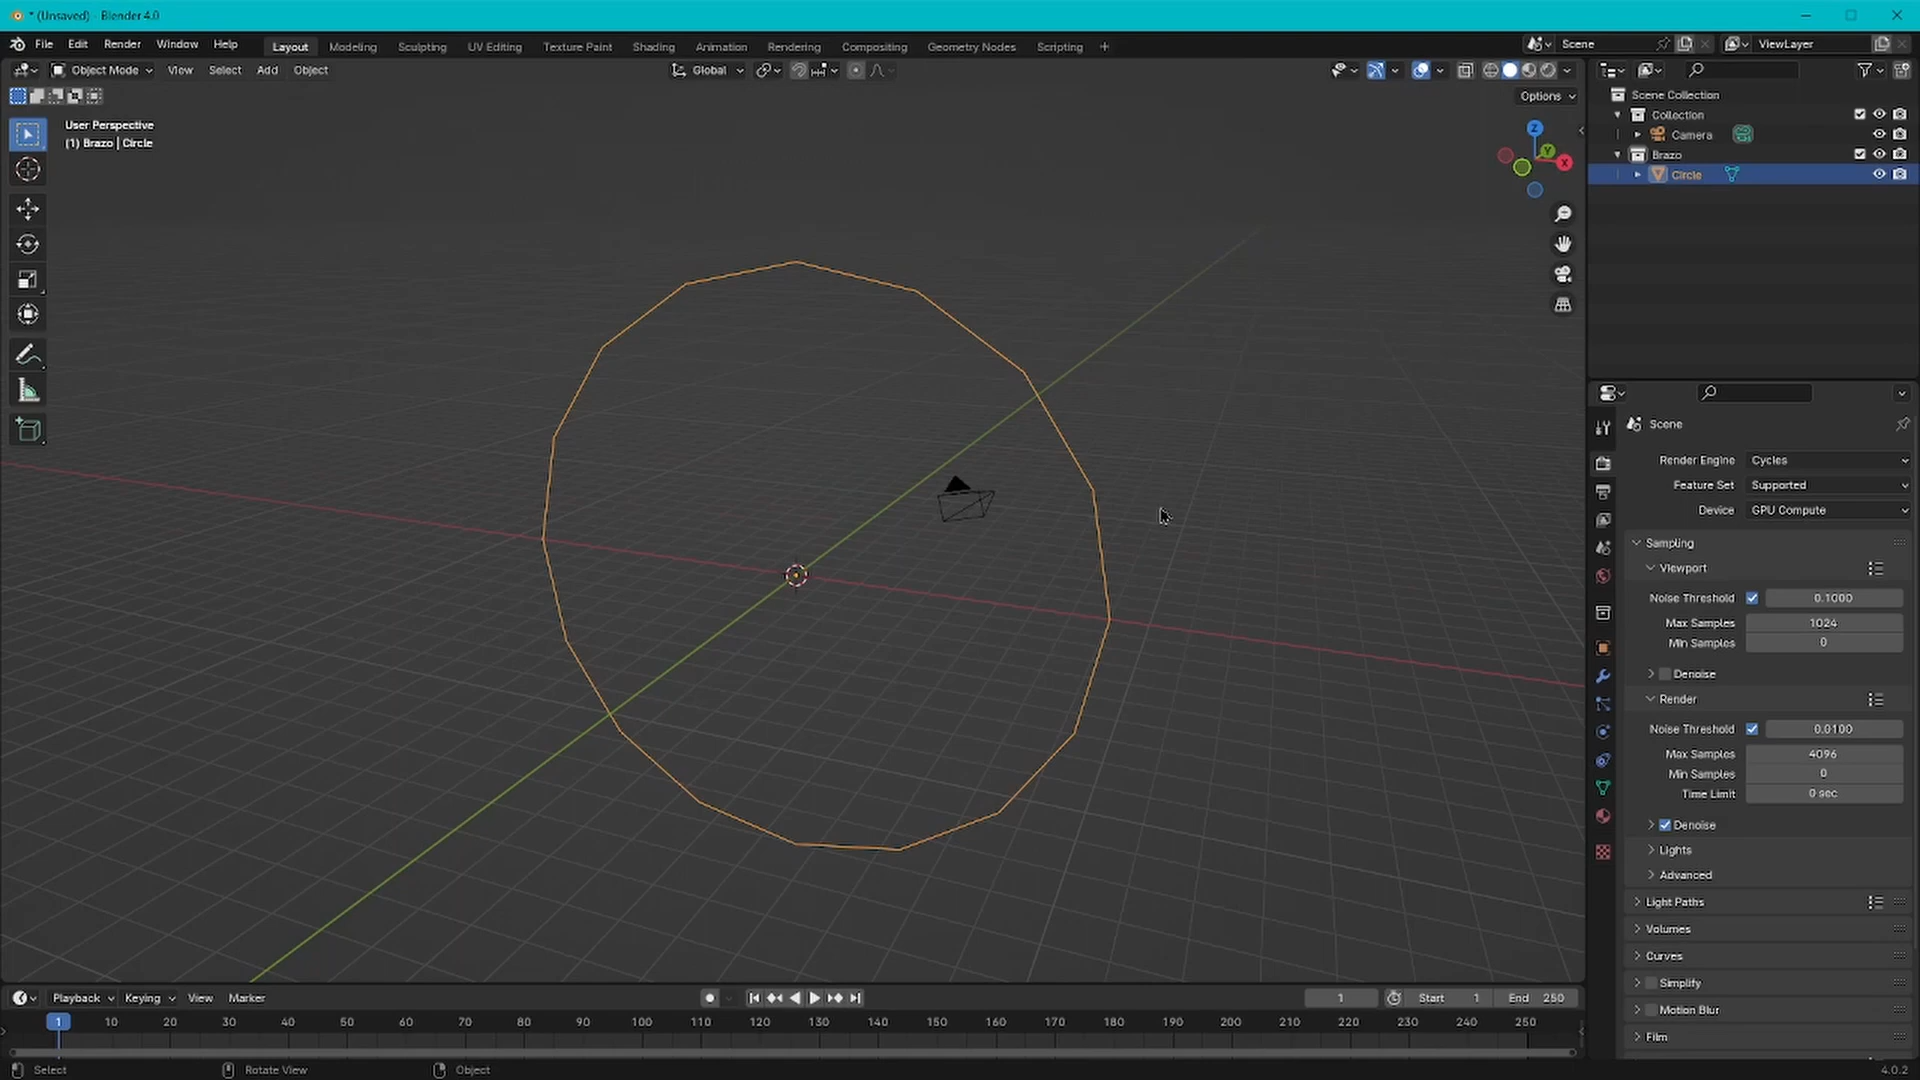 * (Unsaved) - Blender 4.0
File Edit Render Window Help
Layout Modeling Sculpting UV Editing Texture Paint Shading Animation Rendering Compositing Geometry Nodes Scripting +
Scene
ViewLayer
Object Mode View Select Add Object
Global
Options
User Perspective
(1) Brazo | Circle
Z
Y
X
Scene Collection
Collection
Camera
Brazo
Circle
Scene
Render Engine Cycles
Feature Set Supported
Device GPU Compute
Sampling
Viewport
Noise Threshold 0.1000
Max Samples 1024
Min Samples 0
Denoise
Render
Noise Threshold 0.0100
Max Samples 4096
Min Samples 0
Time Limit 0 sec
Denoise
Lights
Advanced
Light Paths
Volumes
Curves
Simplify
Motion Blur
Film
Playback Keying View Marker
1 Start 1 End 250
1 10 20 30 40 50 60 70 80 90 100 110 120 130 140 150 160 170 180 190 200 210 220 230 240 250
Select Rotate View Object
4.0.2